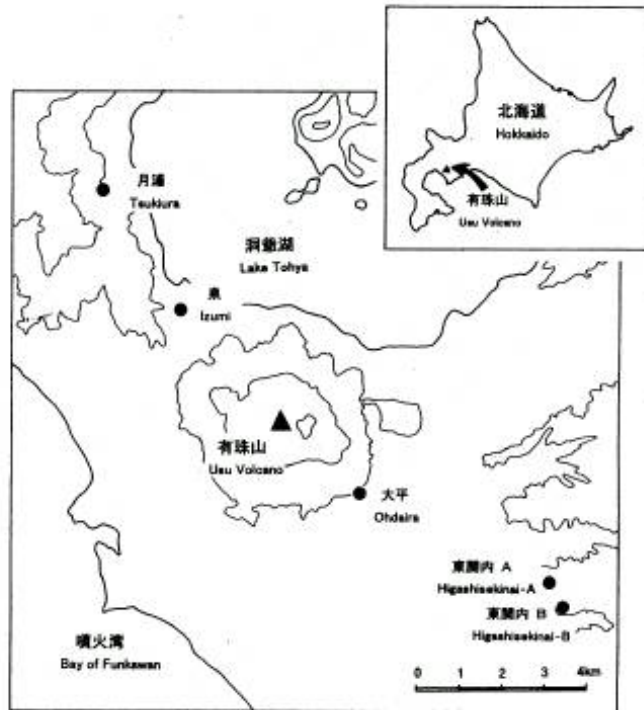 北海道
Hokkaido
有珠山
Usu Volcano
月浦
Tsukiura
洞爺湖
Lake Tohya
泉
Izumi
有珠山
Usu Volcano
大平
Ohdaira
東関内 A
Higashisekinai-A
東関内 B
Higashisekinai-B
噴火湾
Bay of Funkawan
0 1 2 3 4km